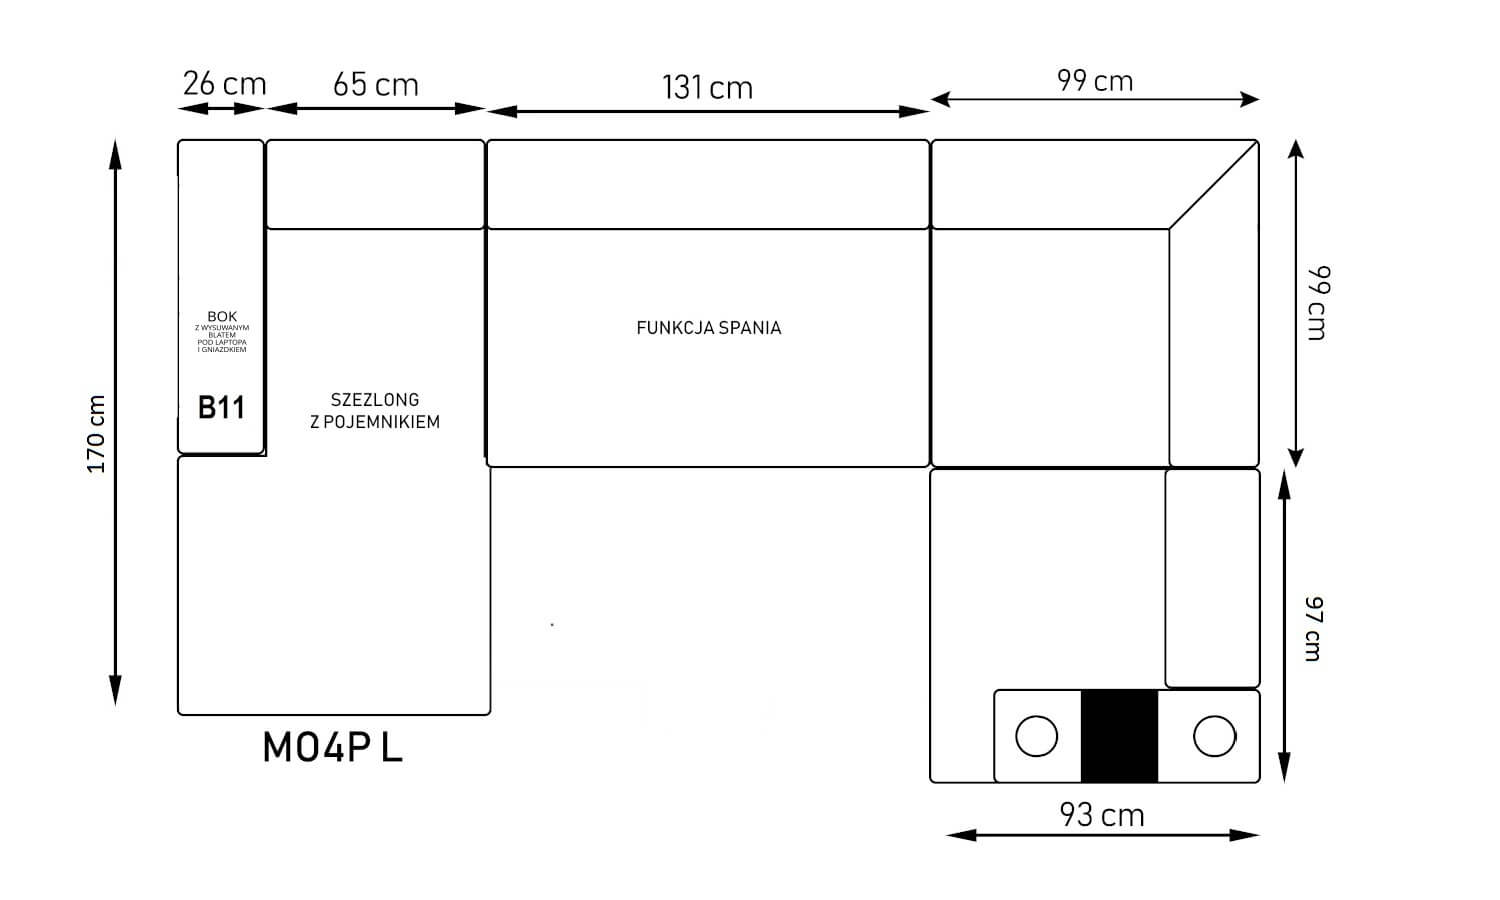 26 cm
65 cm
131 cm
99 cm
99 cm
BOK
Z WYSUWANYM
BLATEM
POD LAPTOPA
I GNIAZDKIEM
B11
FUNKCJA SPANIA
SZEZLONG
Z POJEMNIKIEM
170 cm
97 cm
M04P L
93 cm